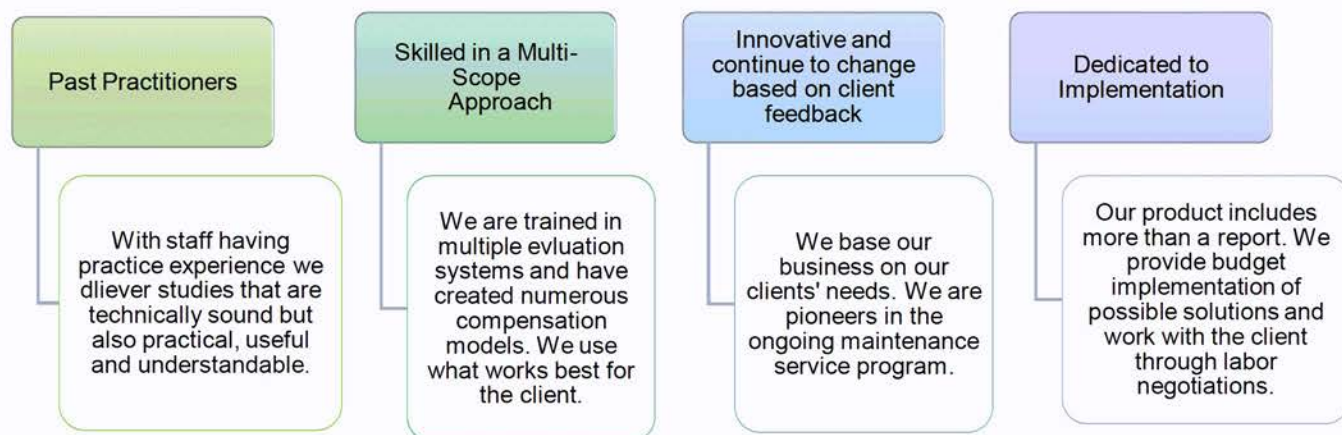 Past Practitioners
With staff having
practice experience we
dliever studies that are
technically sound but
also practical, useful
and understandable.
Skilled in a Multi-
Scope
Approach
We are trained in
multiple evluation
systems and have
created numerous
compensation
models. We use
what works best for
the client.
Innovative and
continue to change
based on client
feedback
We base our
business on our
clients' needs. We are
pioneers in the
ongoing maintenance
service program.
Dedicated to
Implementation
Our product includes
more than a report. We
provide budget
implementation of
possible solutions and
work with the client
through labor
negotiations.